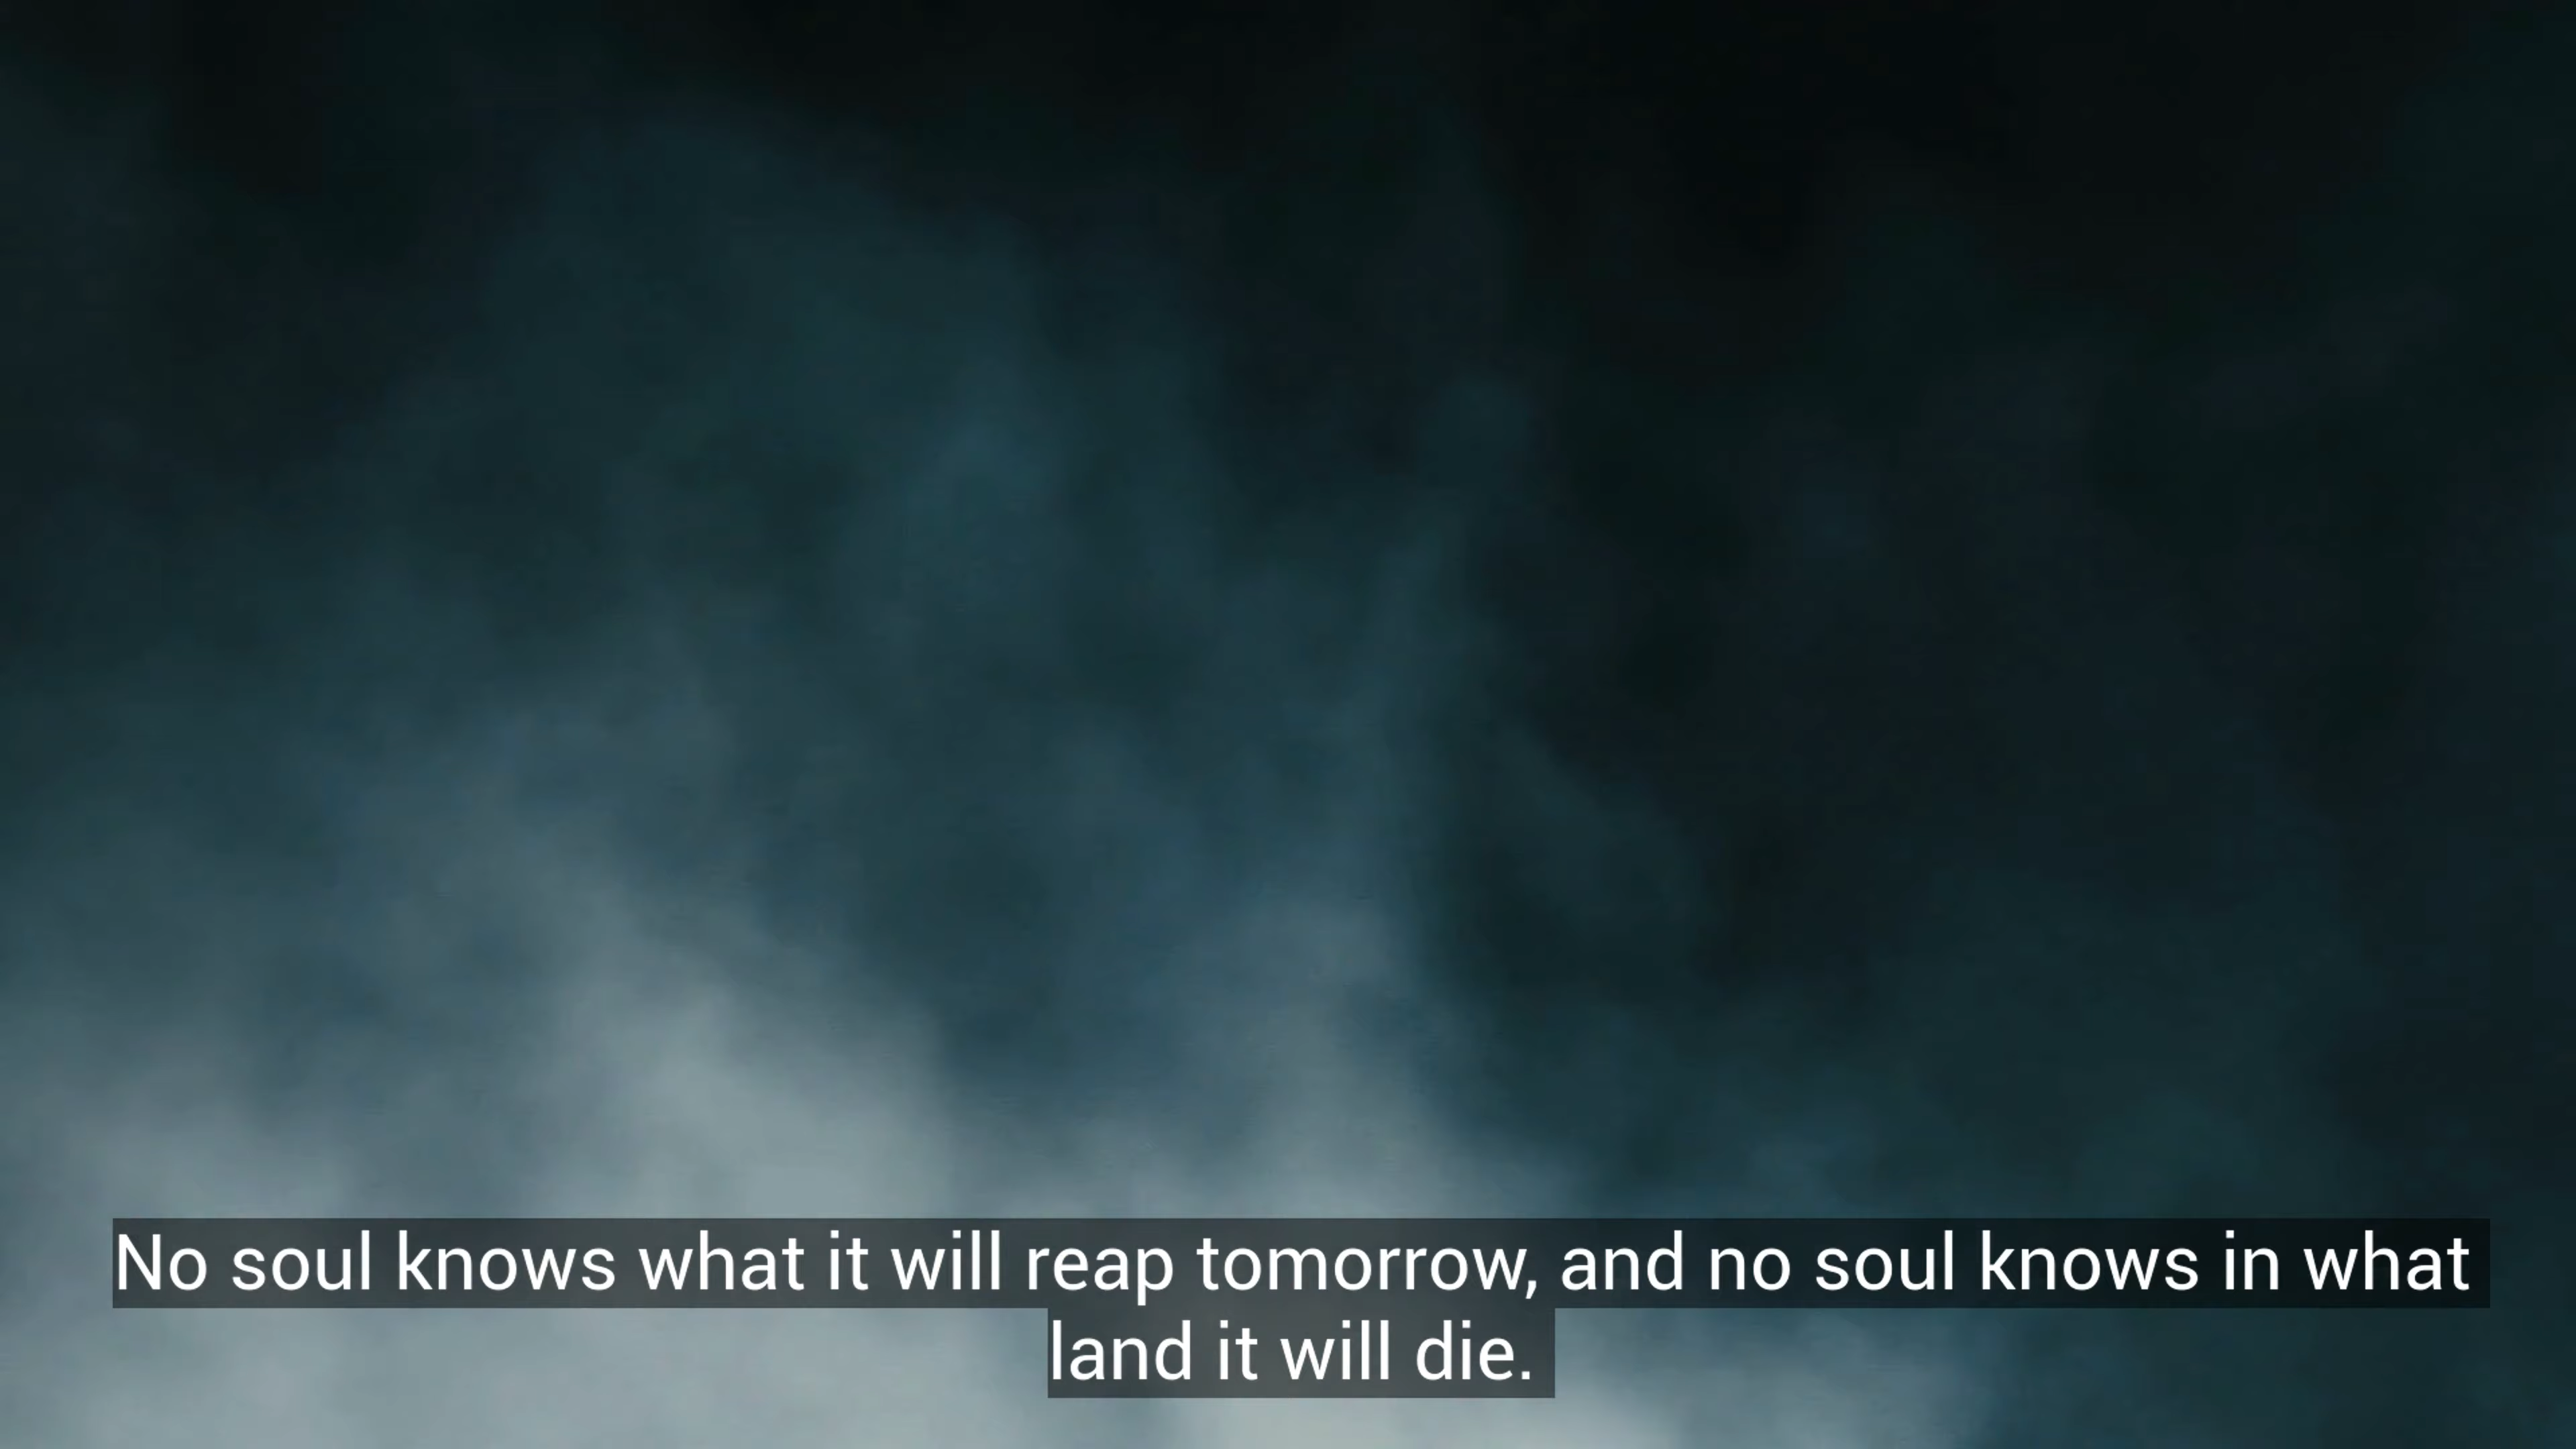 No soul knows what it will reap tomorrow, and no soul knows in what
land it will die.